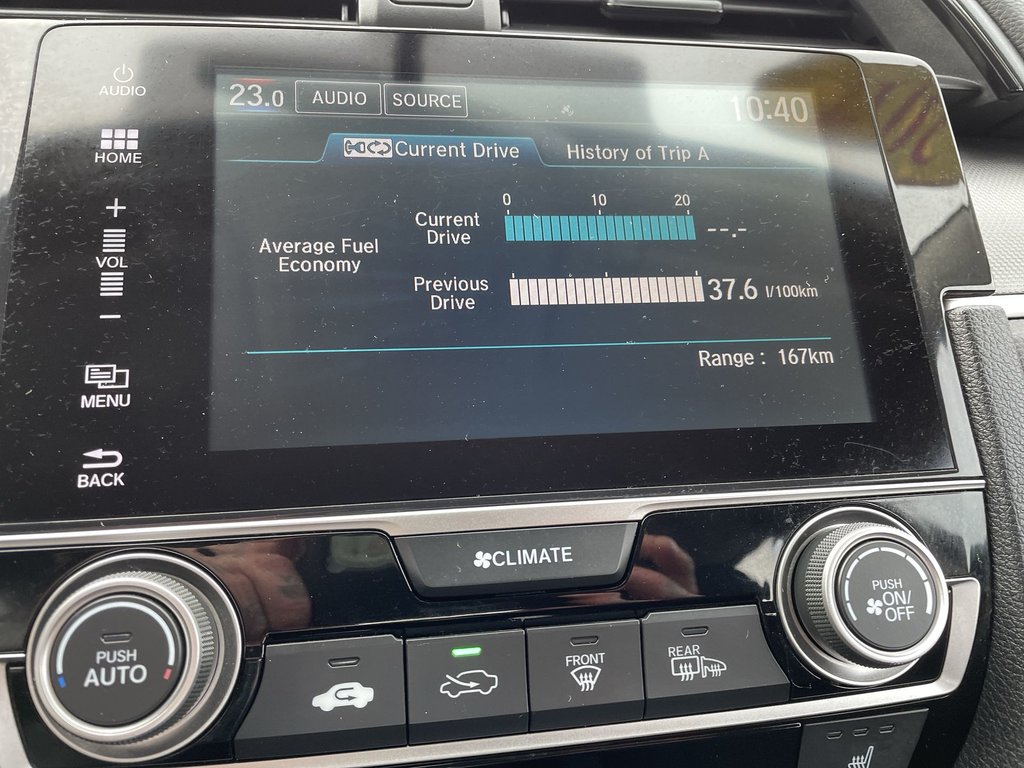 AUDIO
HOME
+
VOL
−
MENU
BACK
23.0 AUDIO SOURCE 10:40
Current Drive History of Trip A
0 10 20
Average Fuel
Economy
Current
Drive
--.-
Previous
Drive
37.6 l/100km
Range : 167km
CLIMATE
PUSH
AUTO
FRONT
REAR
PUSH
ON/
OFF